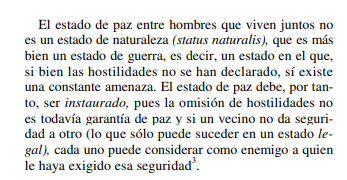 El estado de paz entre hombres que viven juntos no
es un estado de naturaleza (status naturalis), que es más
bien un estado de guerra, es decir, un estado en el que,
si bien las hostilidades no se han declarado, sí existe
una constante amenaza. El estado de paz debe, por tan-
to, ser instaurado, pues la omisión de hostilidades no
es todavía garantía de paz y si un vecino no da seguri-
dad a otro (lo que sólo puede suceder en un estado le-
gal), cada uno puede considerar como enemigo a quien
le haya exigido esa seguridad³.